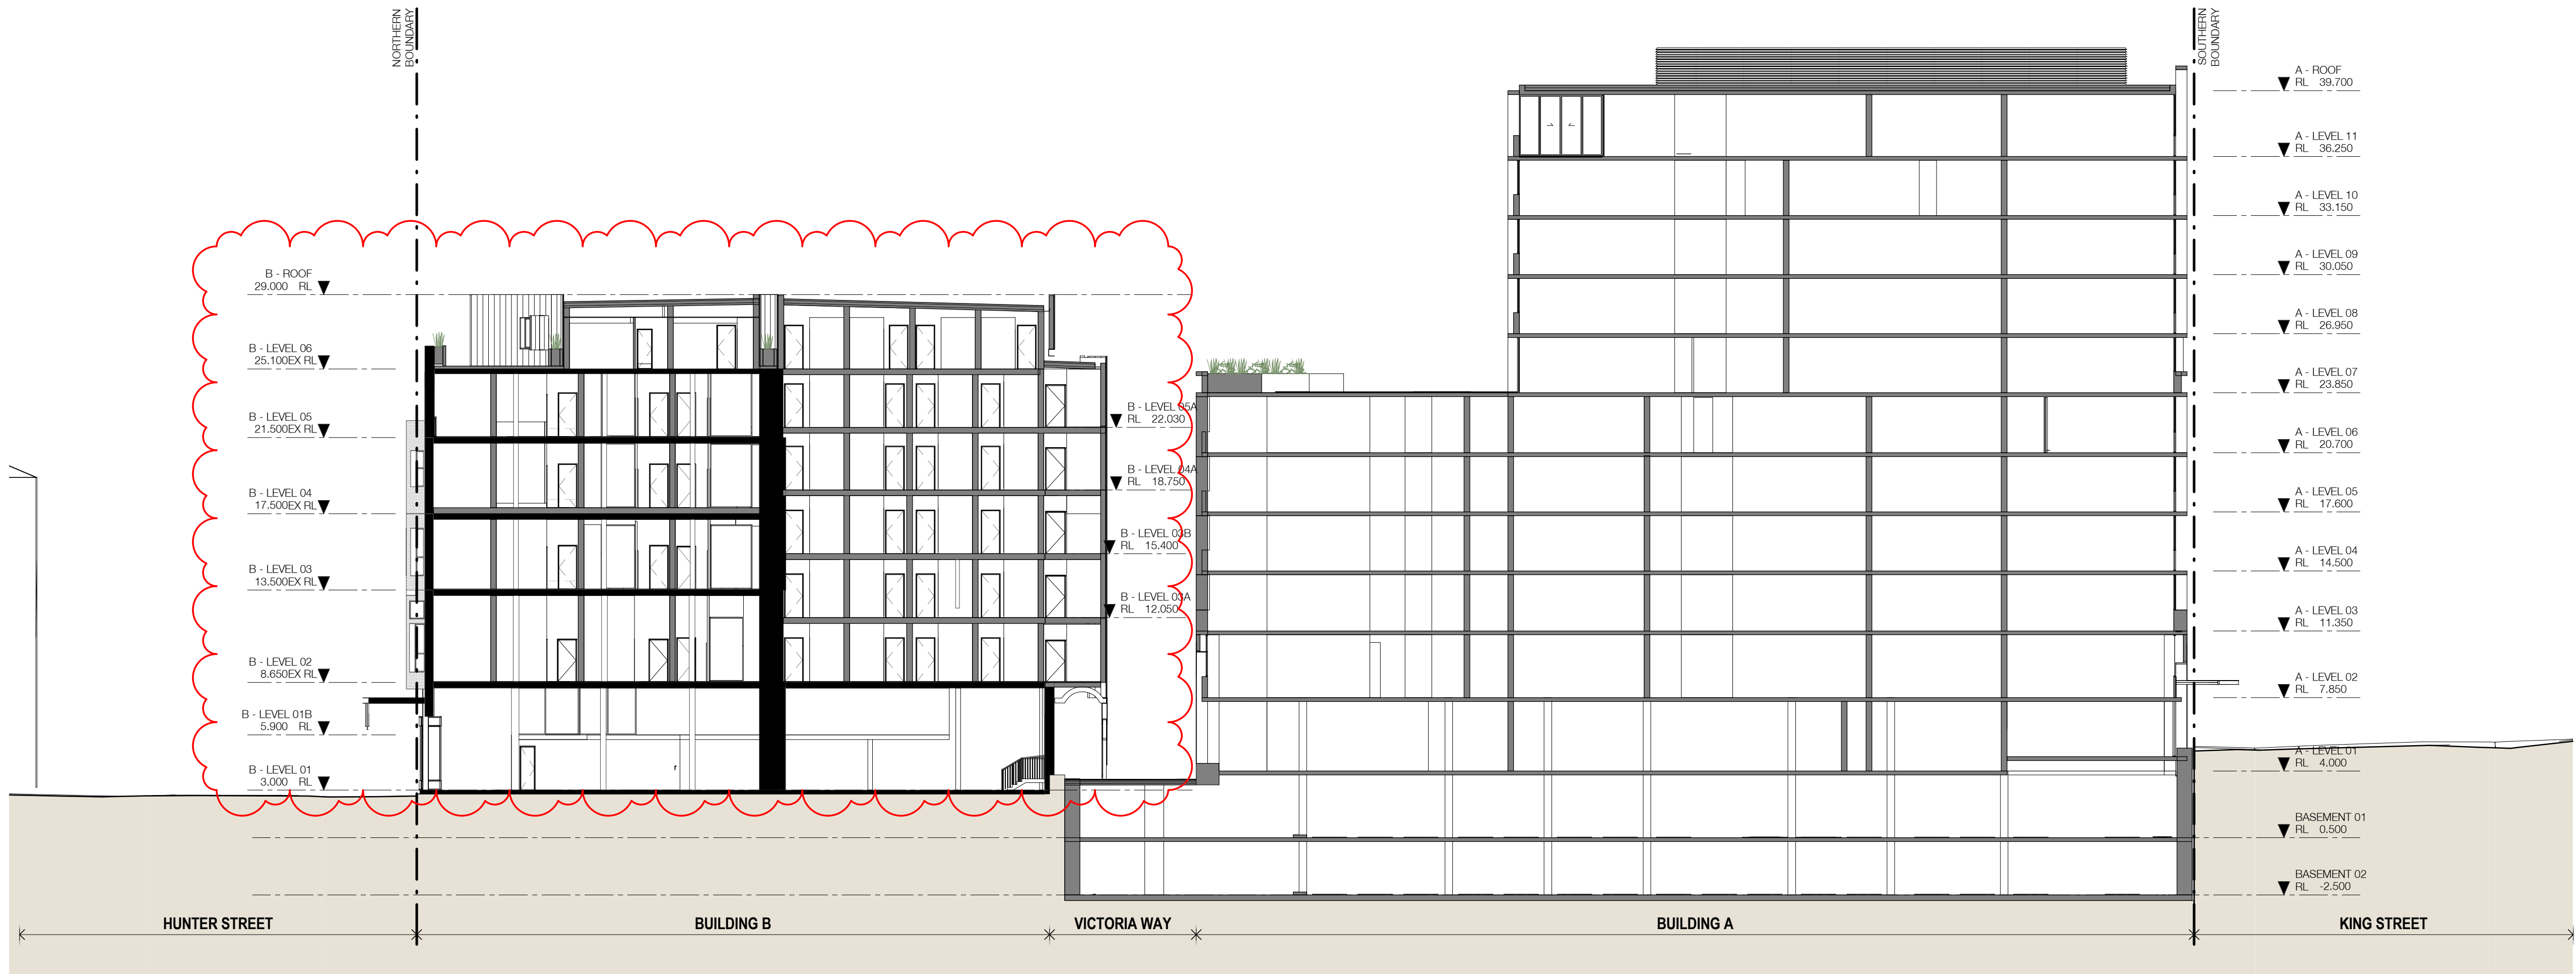 NORTHERN
BOUNDARY
SOUTHERN
BOUNDARY
B - ROOF
29.000 RL
B - LEVEL 06
25.100EX RL
B - LEVEL 05
21.500EX RL
B - LEVEL 04
17.500EX RL
B - LEVEL 03
13.500EX RL
B - LEVEL 02
8.650EX RL
B - LEVEL 01B
5.900 RL
B - LEVEL 01
3.000 RL
B - LEVEL 05A
RL 22.030
B - LEVEL 04A
RL 18.750
B - LEVEL 03B
RL 15.400
B - LEVEL 03A
RL 12.050
A - ROOF
RL 39.700
A - LEVEL 11
RL 36.250
A - LEVEL 10
RL 33.150
A - LEVEL 09
RL 30.050
A - LEVEL 08
RL 26.950
A - LEVEL 07
RL 23.850
A - LEVEL 06
RL 20.700
A - LEVEL 05
RL 17.600
A - LEVEL 04
RL 14.500
A - LEVEL 03
RL 11.350
A - LEVEL 02
RL 7.850
A - LEVEL 01
RL 4.000
BASEMENT 01
RL 0.500
BASEMENT 02
RL -2.500
HUNTER STREET
BUILDING B
VICTORIA WAY
BUILDING A
KING STREET